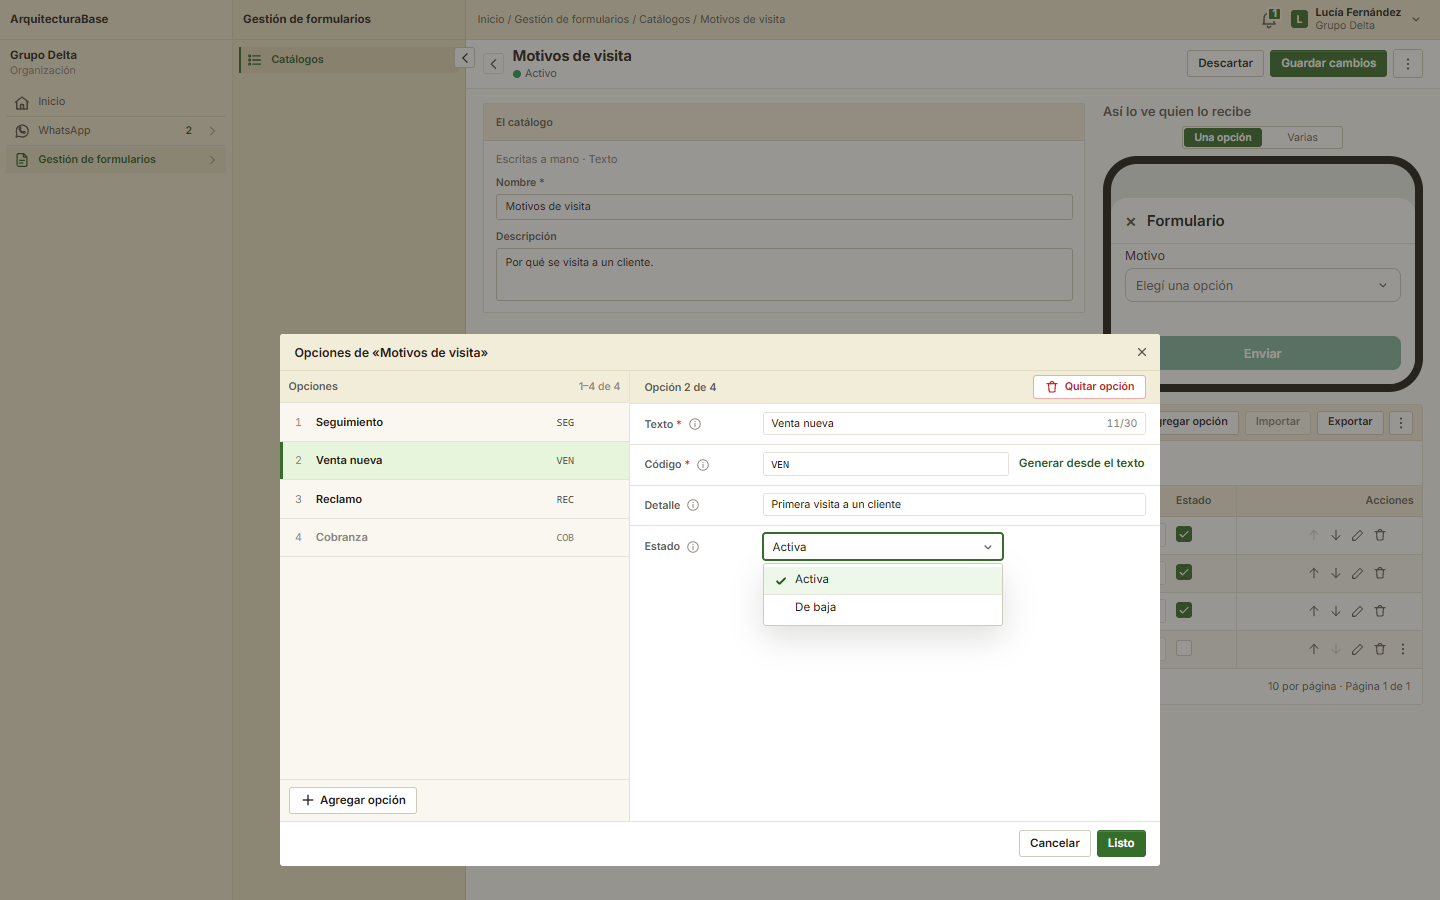 ArquitecturaBase
Gestión de formularios
Inicio / Gestión de formularios / Catálogos / Motivos de visita
1
L
Lucía Fernández
Grupo Delta
Grupo Delta
Organización
Inicio
WhatsApp 2
Gestión de formularios
Catálogos
Motivos de visita
Activo
Descartar
Guardar cambios
El catálogo
Escritas a mano · Texto
Nombre *
Motivos de visita
Descripción
Por qué se visita a un cliente.
Así lo ve quien lo recibe
Una opción
Varias
Formulario
Motivo
Elegí una opción
Enviar
gregar opción
Importar
Exportar
Estado
Acciones
10 por página · Página 1 de 1
Opciones de «Motivos de visita»
Opciones
1–4 de 4
1 Seguimiento SEG
2 Venta nueva VEN
3 Reclamo REC
4 Cobranza COB
Agregar opción
Opción 2 de 4
Quitar opción
Texto *
Venta nueva
11/30
Código *
VEN
Generar desde el texto
Detalle
Primera visita a un cliente
Estado
Activa
Activa
De baja
Cancelar
Listo